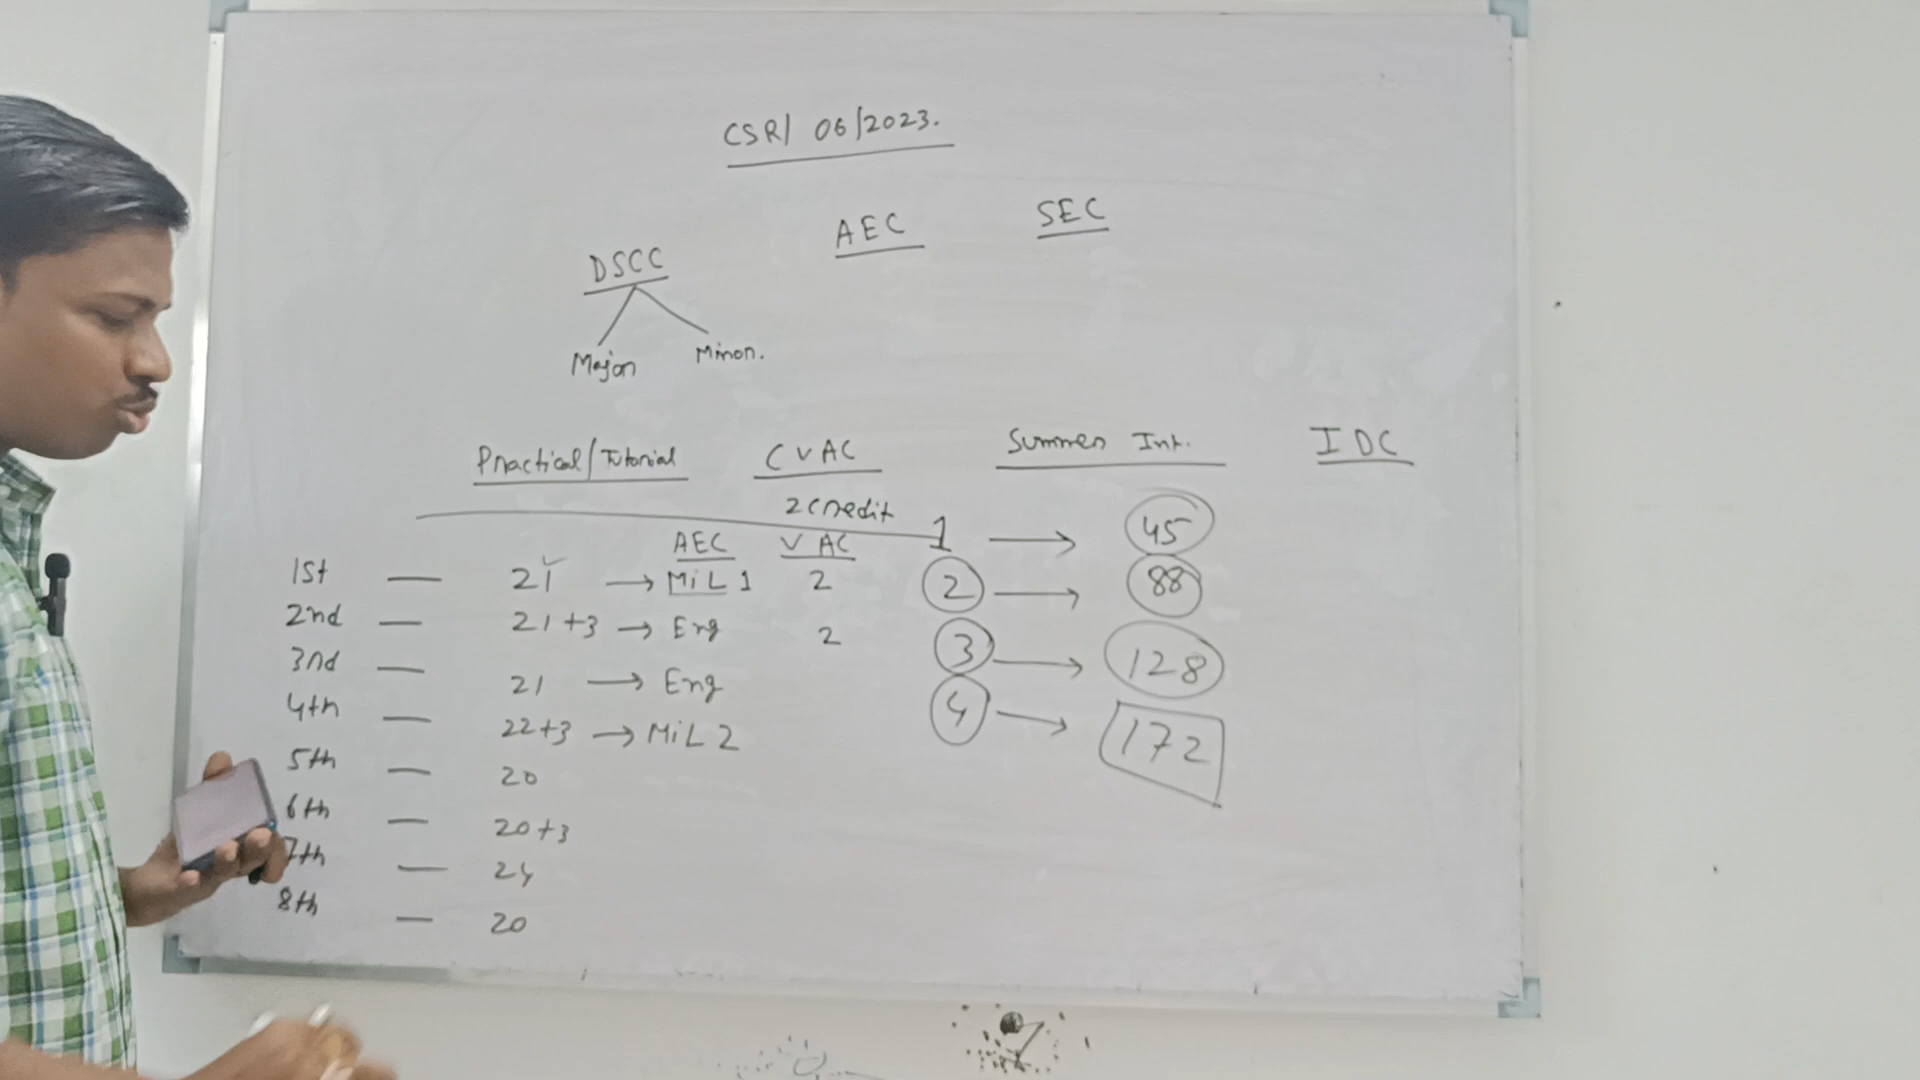 CSR/ 06/2023.
DSCC AEC SEC
Major Minor.
Practical/Tutorial CVAC Summer Int. IDC
2 credit
AEC VAC 1 → 45
1st — 21 → MiL 1 2 2 → 88
2nd — 21+3 → Eng 2 3 → 128
3rd — 21 → Eng 4 → 172
4th — 22+3 → MiL 2
5th — 20
6th — 20+3
7th — 24
8th — 20